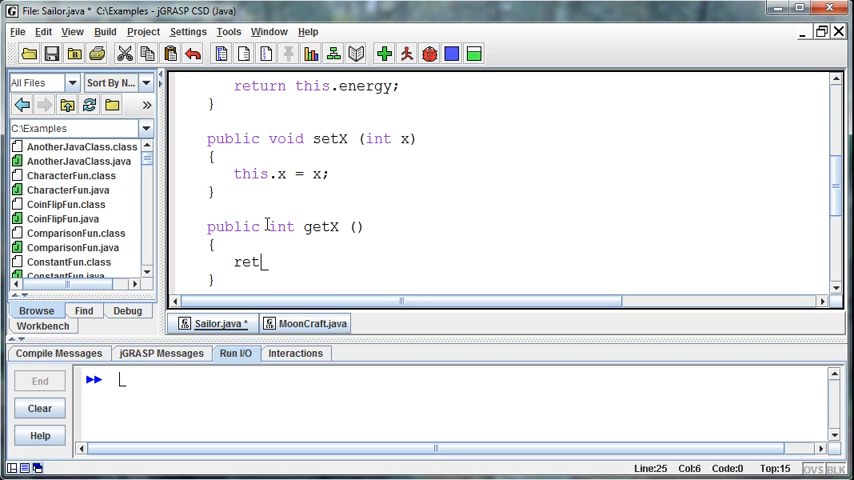 File: Sailor.java * C:\Examples - jGRASP CSD (Java)
File Edit View Build Project Settings Tools Window Help
All Files Sort By N... »
C:\Examples
AnotherJavaClass.class
AnotherJavaClass.java
CharacterFun.class
CharacterFun.java
CoinFlipFun.class
CoinFlipFun.java
ComparisonFun.class
ComparisonFun.java
ConstantFun.class
ConstantFun.java
Browse Find Debug
Workbench
return this.energy;
}
public void setX (int x)
{
this.x = x;
}
public int getX ()
{
ret
}
Sailor.java * MoonCraft.java
Compile Messages jGRASP Messages Run I/O Interactions
End
Clear
Help
Line:25 Col:6 Code:0 Top:15 OVS BLK